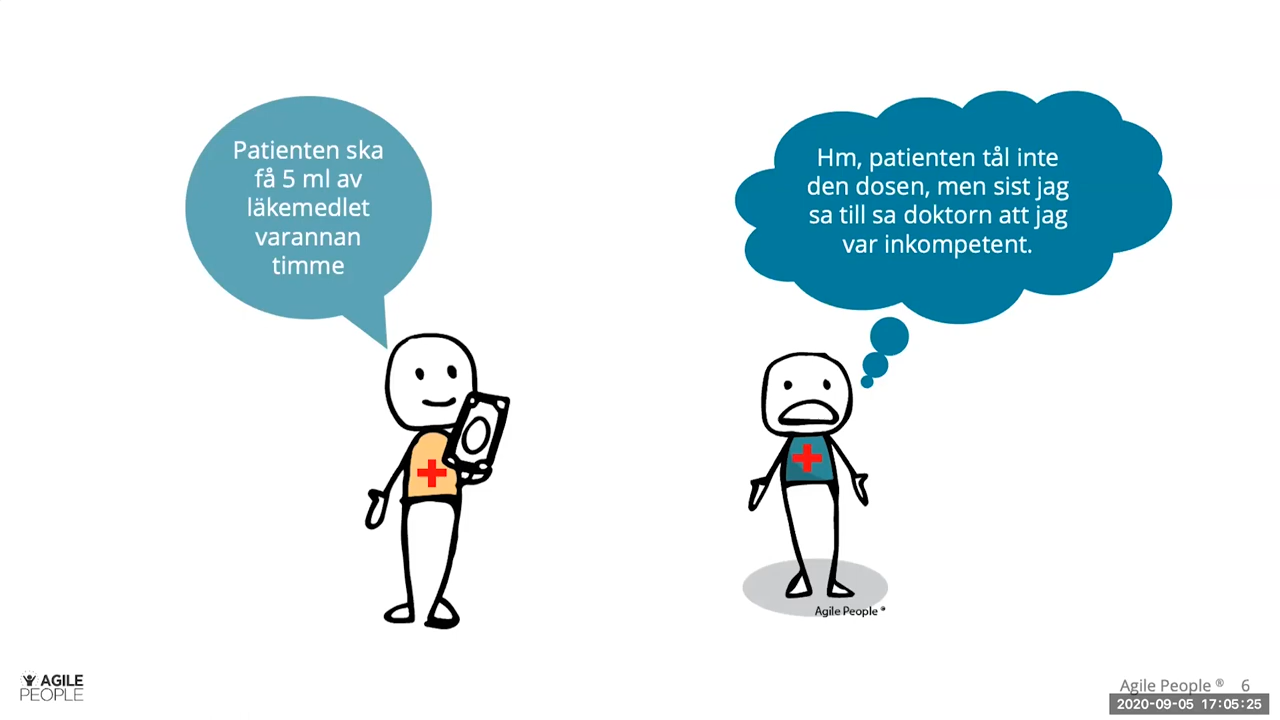 Patienten ska
få 5 ml av
läkemedlet
varannan
timme
Hm, patienten tål inte
den dosen, men sist jag
sa till sa doktorn att jag
var inkompetent.
Agile People ®
AGILE
PEOPLE
Agile People ® 6
2020-09-05 17:05:25